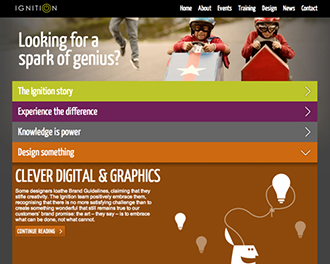 IGNITION
Home About Events Training Design News Contact
Looking for a
spark of genius?
The Ignition story
Experience the difference
Knowledge is power
Design something
CLEVER DIGITAL & GRAPHICS
Some designers loathe Brand Guidelines, claiming that they
stifle creativity. The Ignition team positively embrace them,
recognising that there is no more satisfying challenge than to
create something wonderful that still remains true to our
customers' brand promise: the art – they say – is to embrace
what can be done, not what cannot.
CONTINUE READING